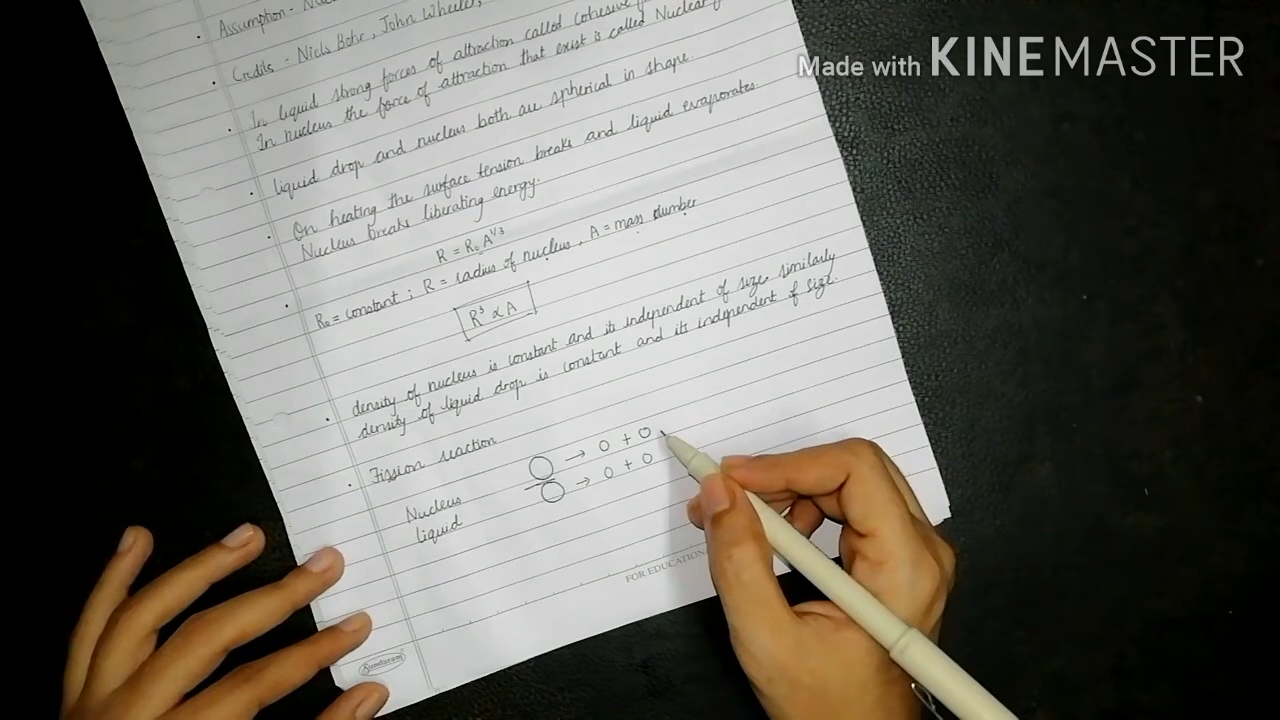 Made with KINEMASTER
Assumption -
Credits - Niels Bohr, John Wheeler,
In liquid strong forces of attraction called cohesive
In nucleus the force of attraction that exist is called Nuclear
liquid drop and nucleus both are spherical in shape.
On heating the surface tension breaks and liquid evaporates.
Nucleus breaks liberating energy.
R = R₀ A^1/3
R₀ = constant ; R = radius of nucleus, A = mass number
R³ ∝ A
density of nucleus is constant and its independent of size similarly
density of liquid drop is constant and its independent of size.
Fission reaction
Nucleus O → O + O
liquid O → O + O
FOR EDUCATION
Sundaram